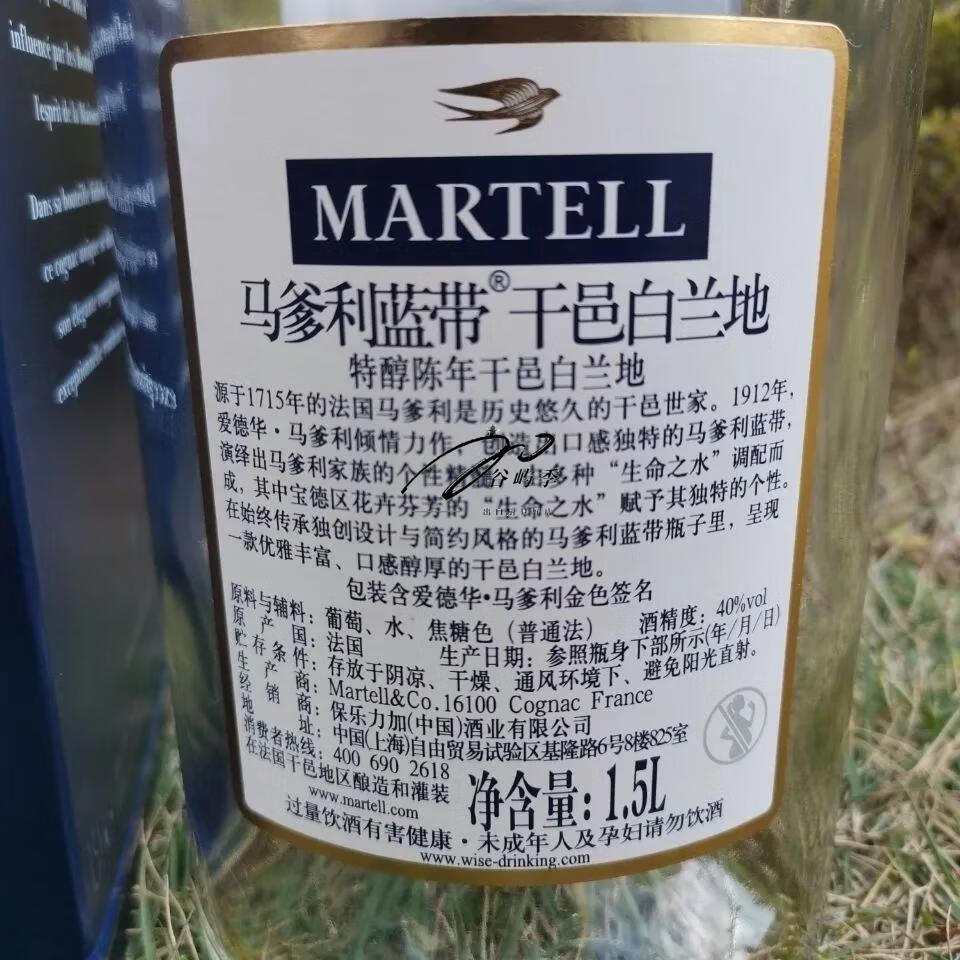 influencé par les
l'esprit de la
Dans sa bouteille
ce cognac
son élégance
MARTELL
马爹利蓝带®干邑白兰地
特醇陈年干邑白兰地
源于1715年的法国马爹利是历史悠久的干邑世家。1912年,
爱德华·马爹利倾情力作 创造出口感独特的马爹利蓝带,
演绎出马爹利家族的个性精 多种“生命之水”调配而
成,其中宝德区花卉芬芳的“生命之水”赋予其独特的个性。
在始终传承独创设计与简约风格的马爹利蓝带瓶子里,呈现
一款优雅丰富、口感醇厚的干邑白兰地。
包装含爱德华·马爹利金色签名
原料与辅料:葡萄、水、焦糖色(普通法) 酒精度:40%vol
原产国:法国 生产日期:参照瓶身下部所示(年/月/日)
贮存条件:存放于阴凉、干燥、通风环境下、避免阳光直射。
生产商:Martell&Co.16100 Cognac France
经销商:保乐力加(中国)酒业有限公司
地址:中国(上海)自由贸易试验区基隆路6号8楼825室
消费者热线:400 690 2618
在法国干邑地区酿造和灌装
净含量:1.5L
www.martell.com
过量饮酒有害健康·未成年人及孕妇请勿饮酒
www.wise-drinking.com